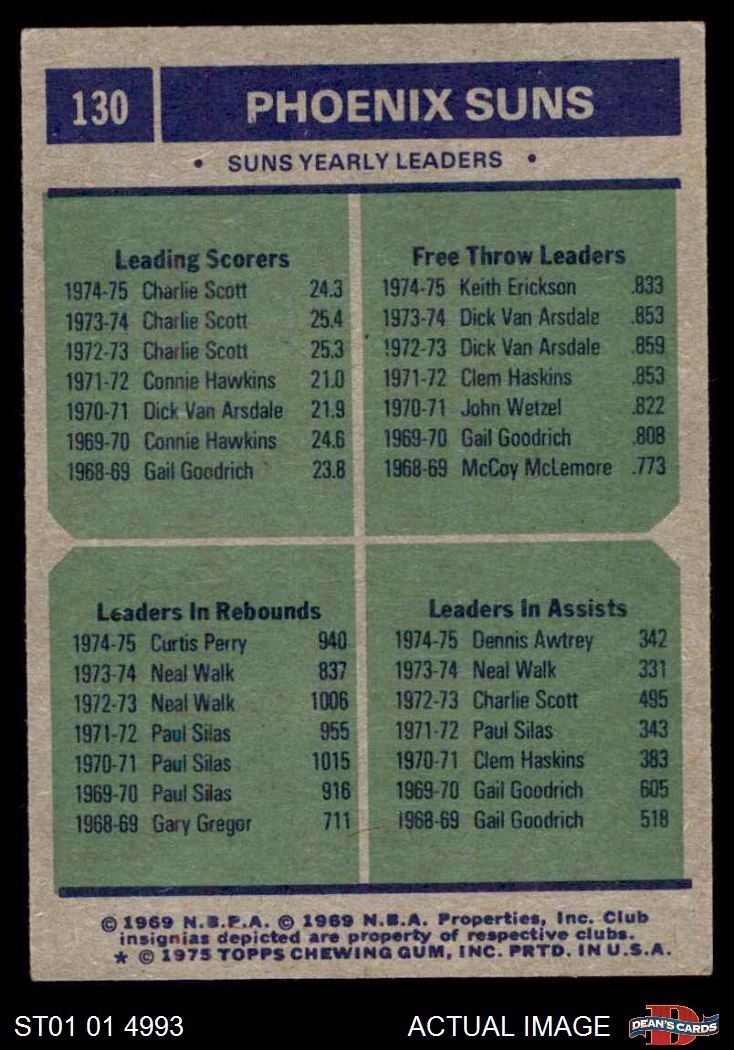 130
PHOENIX SUNS
• SUNS YEARLY LEADERS •
Leading Scorers
1974-75 Charlie Scott 24.3
1973-74 Charlie Scott 25.4
1972-73 Charlie Scott 25.3
1971-72 Connie Hawkins 21.0
1970-71 Dick Van Arsdale 21.9
1969-70 Connie Hawkins 24.6
1968-69 Gail Goodrich 23.8
Free Throw Leaders
1974-75 Keith Erickson .833
1973-74 Dick Van Arsdale .853
1972-73 Dick Van Arsdale .859
1971-72 Clem Haskins .853
1970-71 John Wetzel .822
1969-70 Gail Goodrich .808
1968-69 McCoy McLemore .773
Leaders In Rebounds
1974-75 Curtis Perry 940
1973-74 Neal Walk 837
1972-73 Neal Walk 1006
1971-72 Paul Silas 955
1970-71 Paul Silas 1015
1969-70 Paul Silas 916
1968-69 Gary Gregor 711
Leaders In Assists
1974-75 Dennis Awtrey 342
1973-74 Neal Walk 331
1972-73 Charlie Scott 495
1971-72 Paul Silas 343
1970-71 Clem Haskins 383
1969-70 Gail Goodrich 605
1968-69 Gail Goodrich 518
© 1969 N.B.P.A. © 1969 N.B.A. Properties, Inc. Club
insignias depicted are property of respective clubs.
* © 1975 TOPPS CHEWING GUM, INC. PRTD. IN U.S.A.
ST01 01 4993
ACTUAL IMAGE
D
DEAN'S CARDS